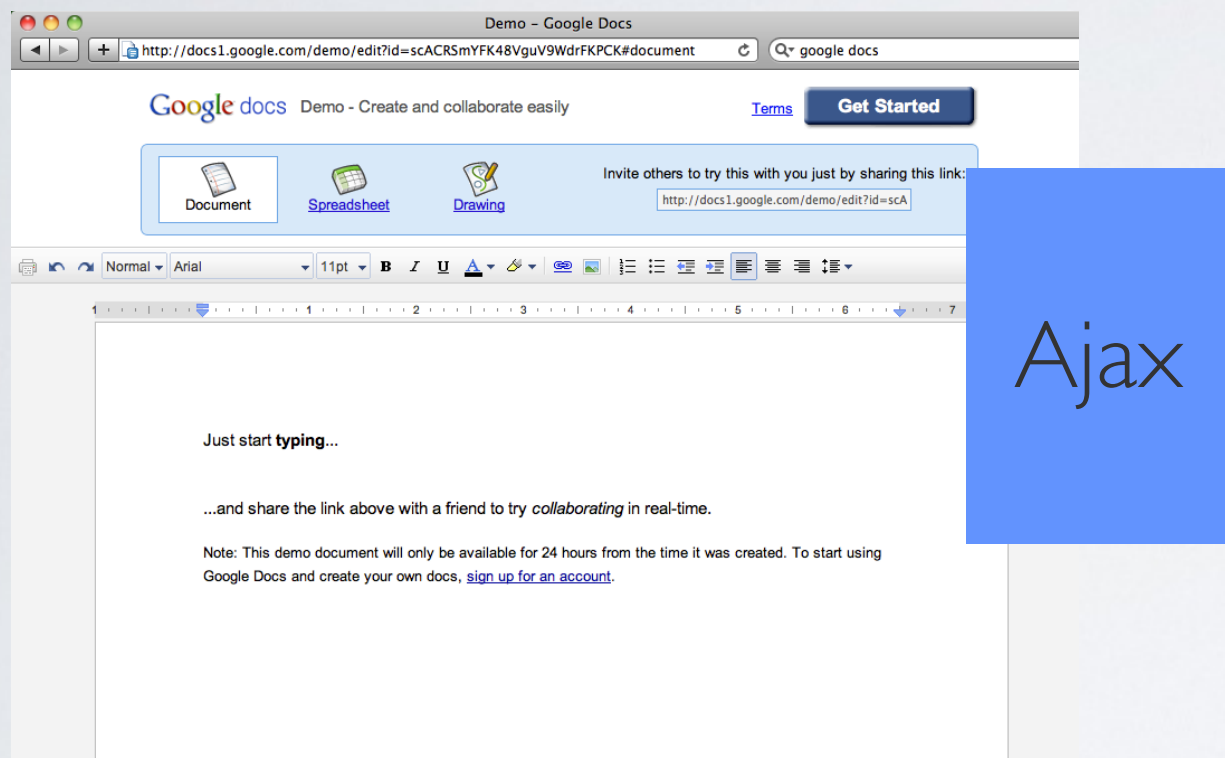 Demo – Google Docs
http://docs1.google.com/demo/edit?id=scACRSmYFK48VguV9WdrFKPCK#document
google docs
Google docs Demo - Create and collaborate easily
Terms
Get Started
Invite others to try this with you just by sharing this link:
http://docs1.google.com/demo/edit?id=scA
Document Spreadsheet Drawing
Normal Arial 11pt B I U A
1 1 2 3 4 5 6 7
Ajax
Just start typing...
...and share the link above with a friend to try collaborating in real-time.
Note: This demo document will only be available for 24 hours from the time it was created. To start using
Google Docs and create your own docs, sign up for an account.